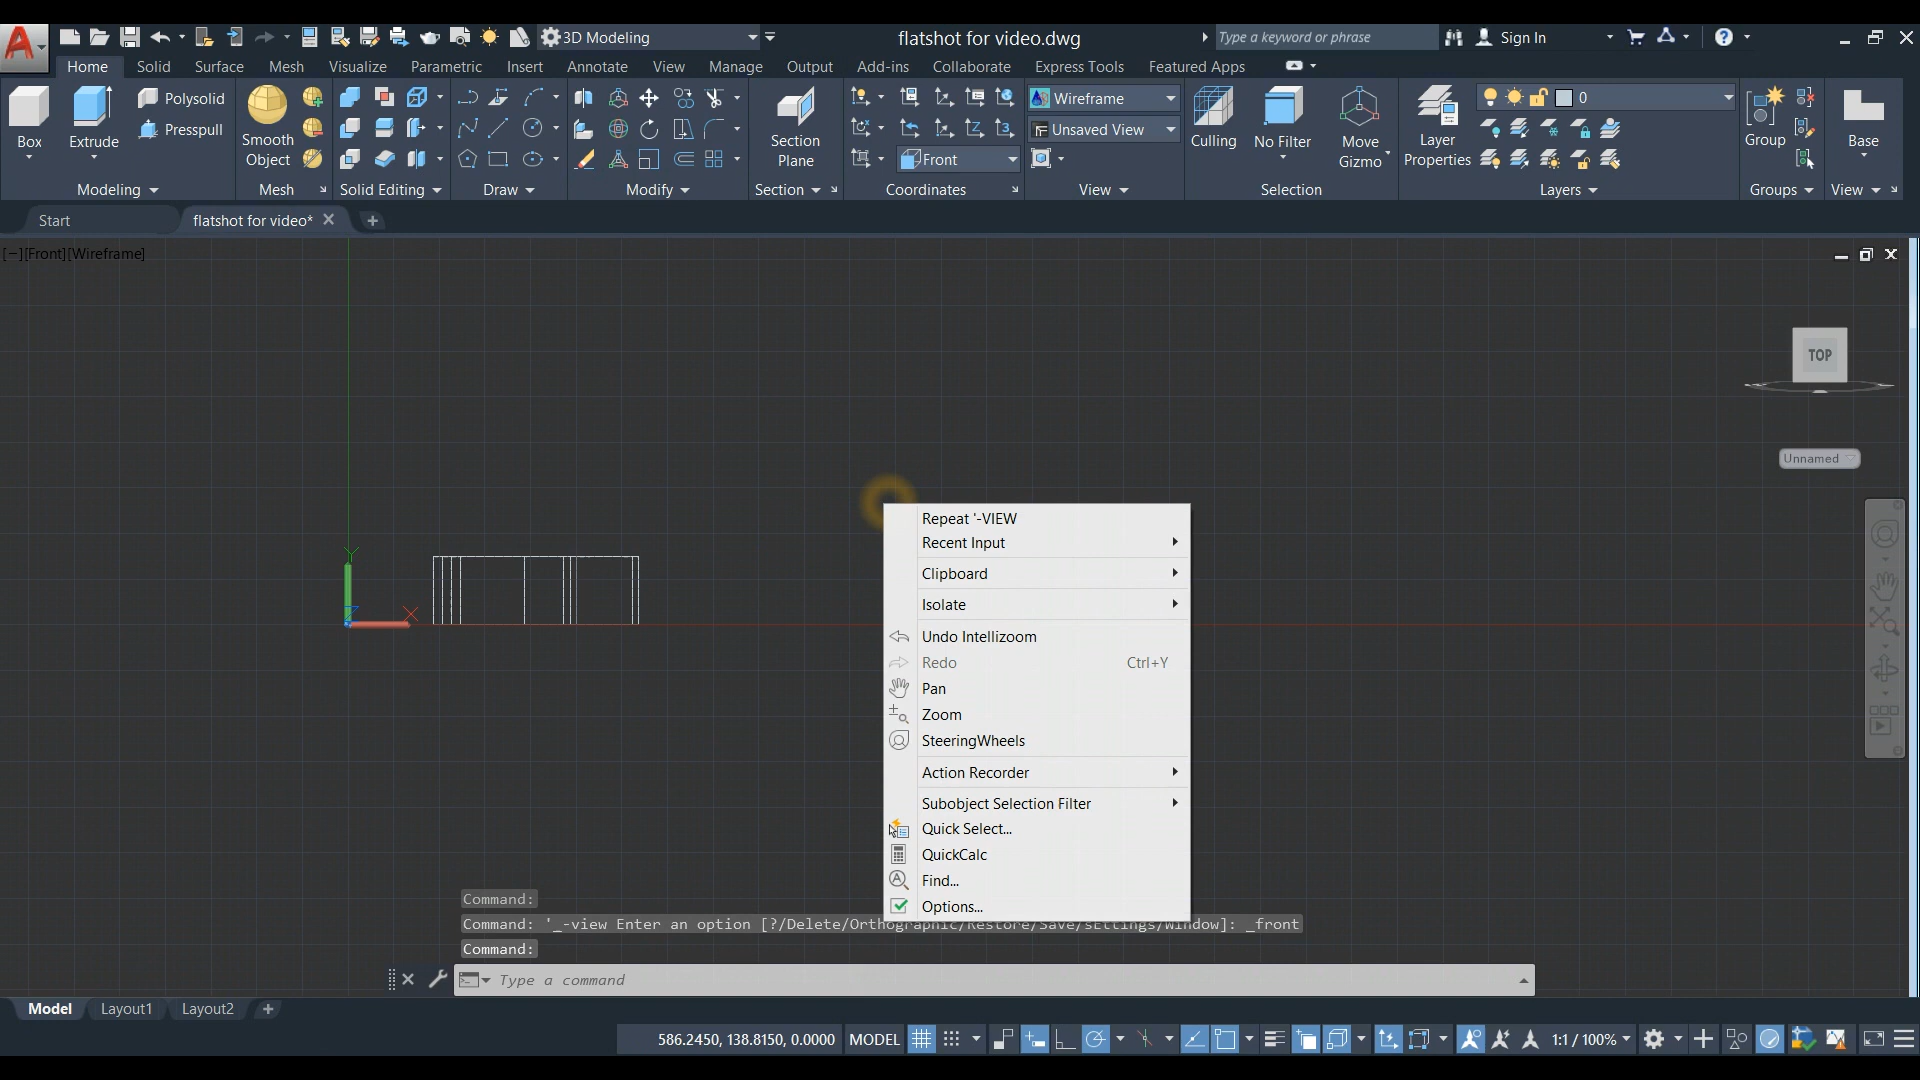 3D Modeling flatshot for video.dwg Type a keyword or phrase Sign In
Home Solid Surface Mesh Visualize Parametric Insert Annotate View Manage Output Add-ins Collaborate Express Tools Featured Apps
Box Extrude Polysolid Presspull
Smooth Object
Section Plane
Wireframe
Unsaved View
Front
Culling No Filter Move Gizmo
Layer Properties
0
Group
Base
Modeling Mesh Solid Editing Draw Modify Section Coordinates View Selection Layers Groups View
Start flatshot for video*
[−][Front][Wireframe]
TOP
Unnamed
Y
X
Repeat '-VIEW
Recent Input
Clipboard
Isolate
Undo Intellizoom
Redo Ctrl+Y
Pan
Zoom
SteeringWheels
Action Recorder
Subobject Selection Filter
Quick Select...
QuickCalc
Find...
Options...
Command:
Command: '_-view Enter an option [?/Delete/Orthographic/Restore/Save/sEttings/Window]: _front
Command:
Type a command
Model Layout1 Layout2
586.2450, 138.8150, 0.0000 MODEL 1:1 / 100%